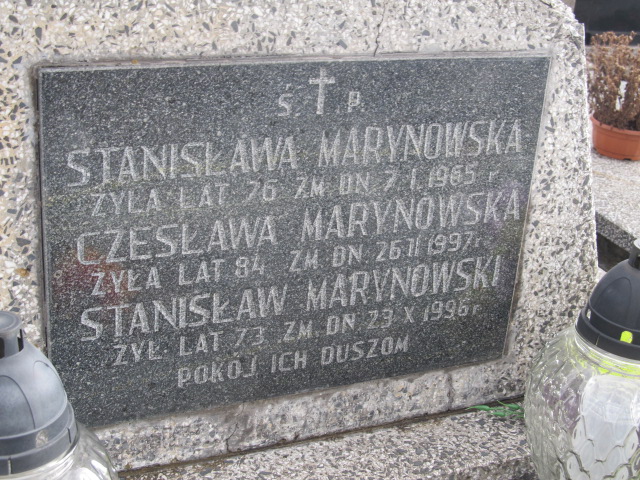 Ś † P.
STANISŁAWA MARYNOWSKA
ŻYŁA LAT 76 ZM DN 7.I.1965 r
CZESŁAWA MARYNOWSKA
ŻYŁA LAT 84 ZM DN 26 II 1997 r
STANISŁAW MARYNOWSKI
ŻYŁ LAT 73 ZM DN 23 X 1996 r
POKÓJ ICH DUSZOM